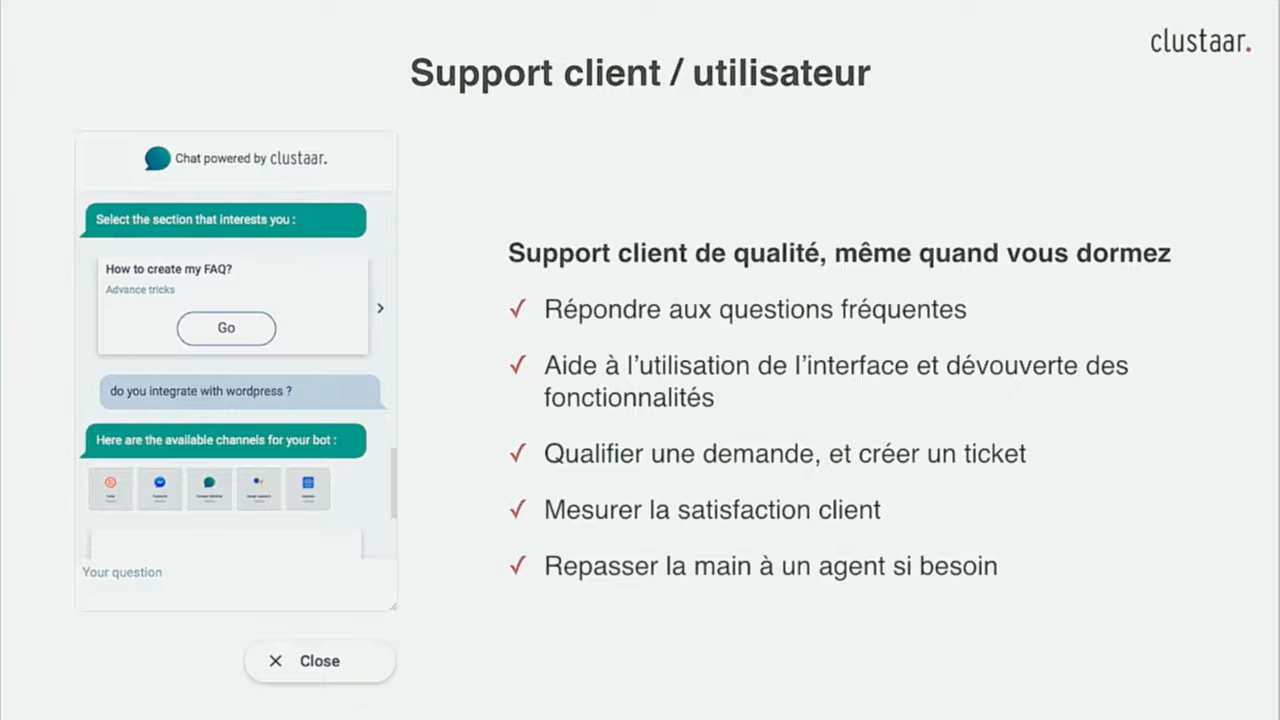 clustaar.
Support client / utilisateur
Chat powered by clustaar.
Select the section that interests you :
How to create my FAQ?
Advance tricks
Go
do you integrate with wordpress ?
Here are the available channels for your bot :
Your question
Close
Support client de qualité, même quand vous dormez
Répondre aux questions fréquentes
Aide à l’utilisation de l’interface et dévouverte des
fonctionnalités
Qualifier une demande, et créer un ticket
Mesurer la satisfaction client
Repasser la main à un agent si besoin